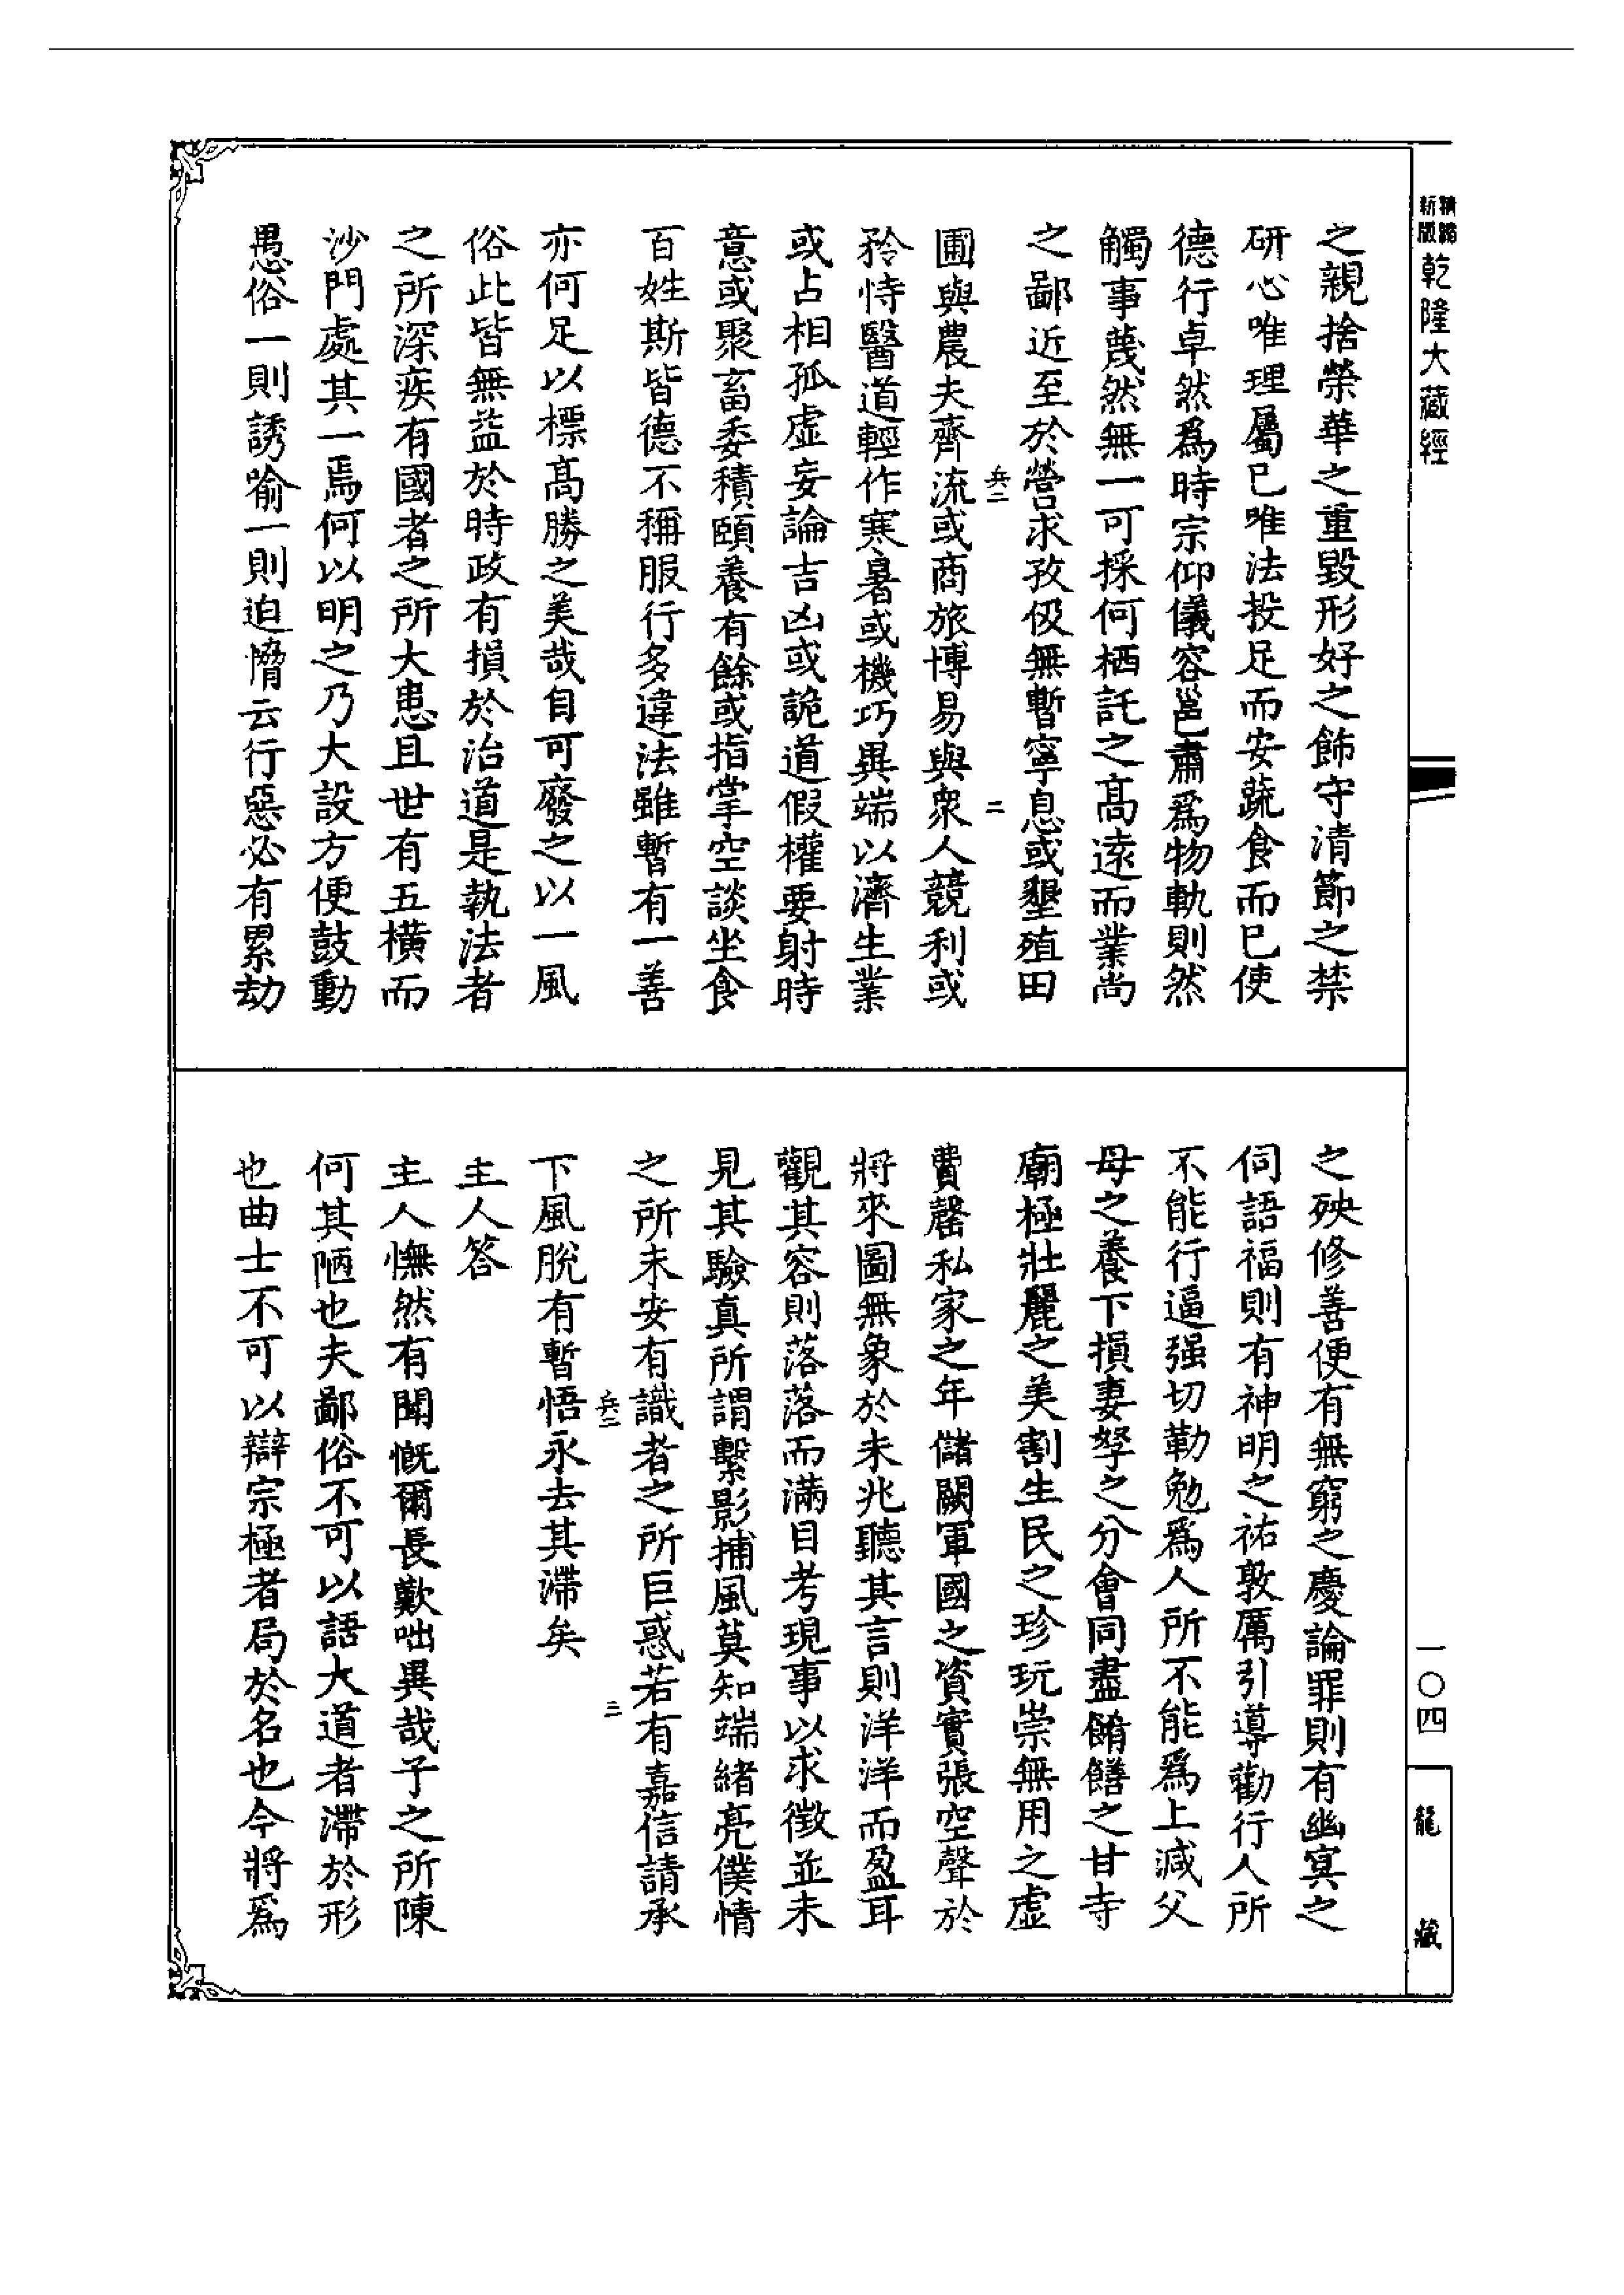 精縮
新版
乾隆大藏經
之親捨榮華之重毀形好之飾守清節之禁
研心唯理屬已唯法投足而安蔬食而已使
德行卓然爲時宗仰儀容邕肅爲物軌則然
觸事蔑然無一可採何栖託之高遠而業尚
之鄙近至於營求孜伋無暫寧息或墾殖田
兵二 二
圃與農夫齊流或商旅博易與衆人競利或
矜恃醫道輕作寒暑或機巧異端以濟生業
或占相孤虛妄論吉凶或詭道假權要射時
意或聚畜委積頤養有餘或指掌空談坐食
百姓斯皆德不稱服行多違法雖暫有一善
亦何足以標高勝之美哉自可廢之以一風
俗此皆無益於時政有損於治道是執法者
之所深疾有國者之所大患且世有五橫而
沙門處其一焉何以明之乃大設方便鼓動
愚俗一則誘喻一則迫愶云行惡必有累劫
之殃修善便有無窮之慶論罪則有幽冥之
伺語福則有神明之祐敦厲引導勸行人所
不能行逼强切勒勉爲人所不能爲上減父
母之養下損妻孥之分會同盡餚饍之甘寺
廟極壯麗之美割生民之珍玩崇無用之虛
費罄私家之年儲闕軍國之資實張空聲於
將來圖無象於未兆聽其言則洋洋而盈耳
觀其容則落落而滿目考現事以求徵並未
見其驗真所謂繫影捕風莫知端緒亮僕情
之所未安有識者之所巨惑若有嘉信請承
兵二 三
下風脫有暫悟永去其滯矣
主人答
主人憮然有聞慨爾長歎咄異哉子之所陳
何其陋也夫鄙俗不可以語大道者滯於形
也曲士不可以辯宗極者局於名也今將爲
一〇四
龍藏